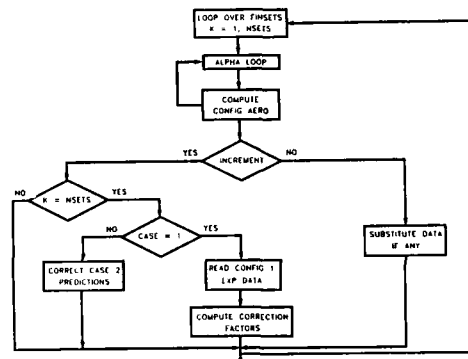 LOOP OVER FINSETS
K = 1, NSETS
ALPHA LOOP
COMPUTE
CONFIG AERO
YES
INCREMENT
NO
NO
K = NSETS
YES
NO
CASE = 1
YES
SUBSTITUTE DATA
IF ANY
CORRECT CASE 2
PREDICTIONS
READ CONFIG 1
EXP DATA
COMPUTE CORRECTION
FACTORS